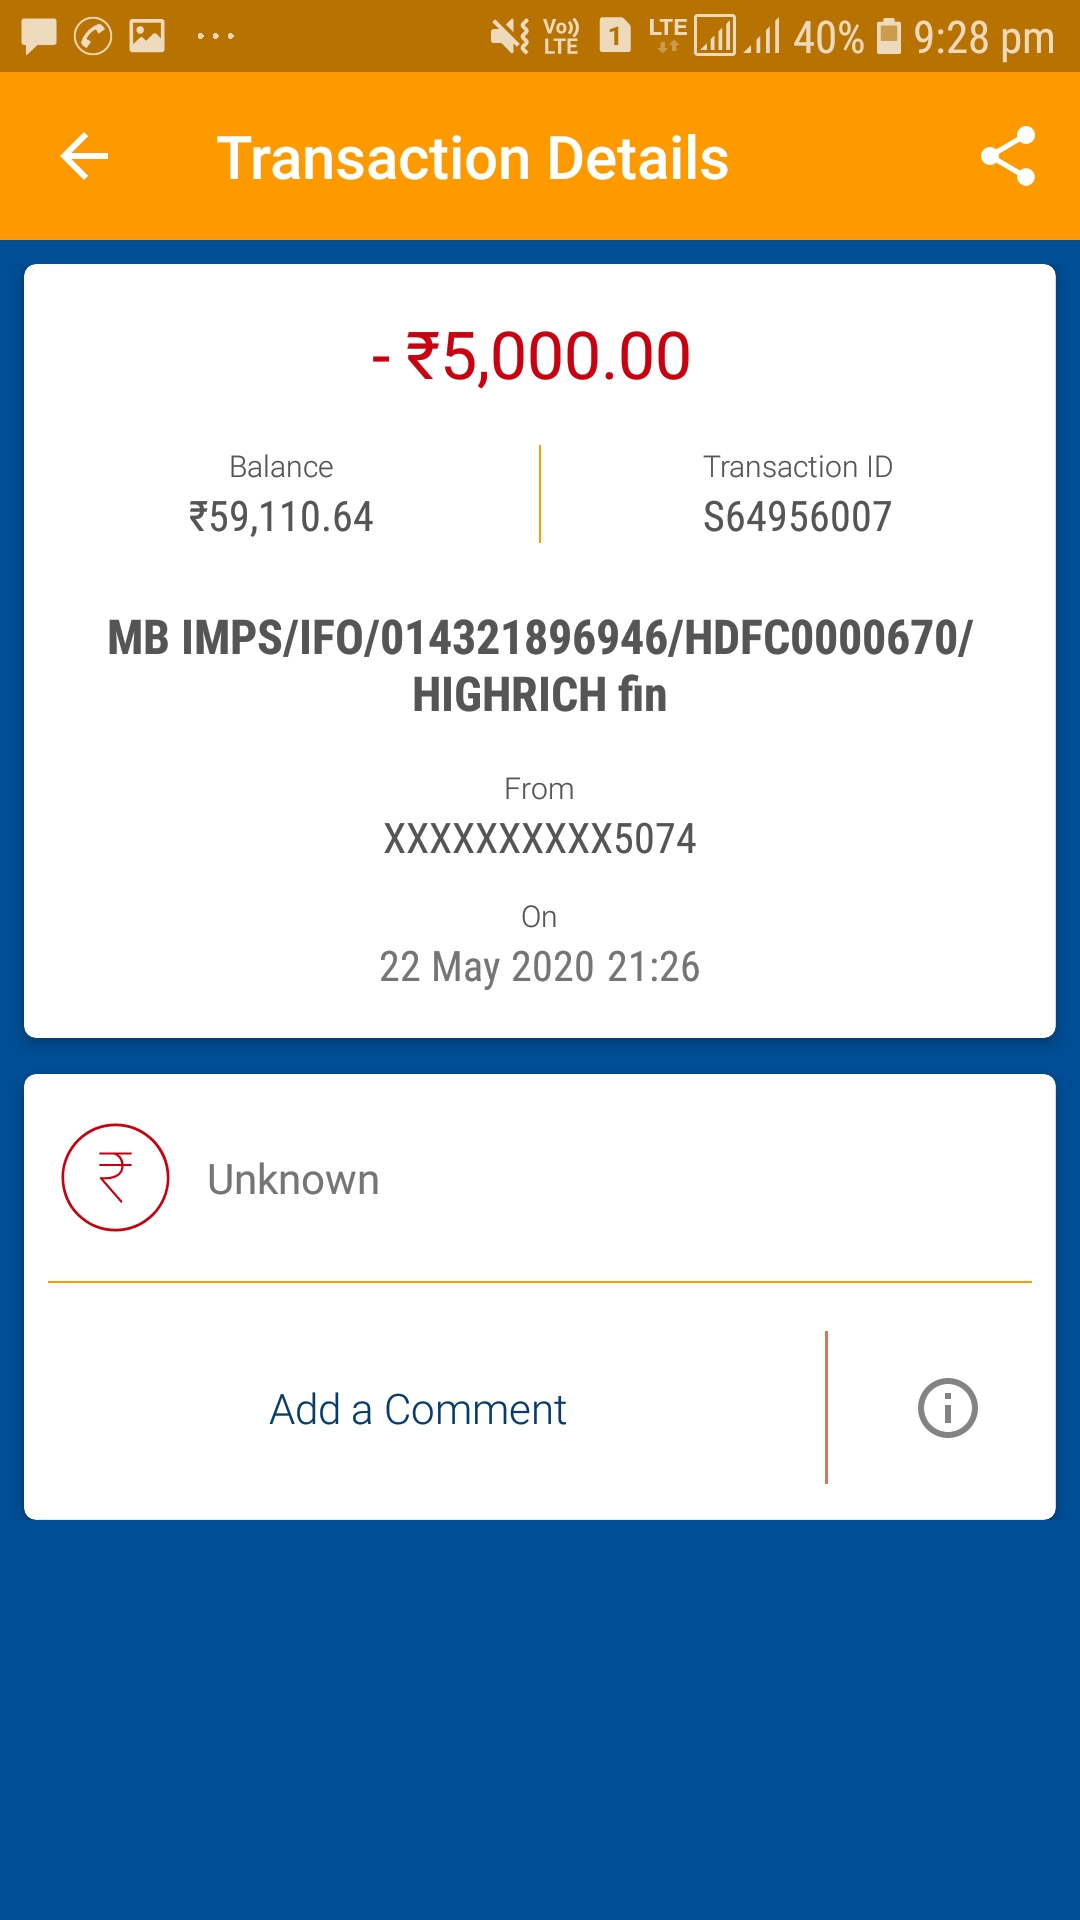 Vo)) LTE 1 LTE 40% 9:28 pm
Transaction Details
- ₹5,000.00
Balance
₹59,110.64
Transaction ID
S64956007
MB IMPS/IFO/014321896946/HDFC0000670/
HIGHRICH fin
From
XXXXXXXXXX5074
On
22 May 2020 21:26
Unknown
Add a Comment